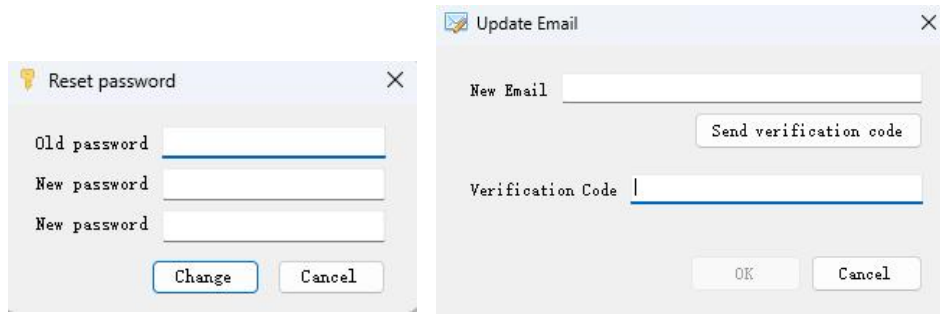 Reset password
Old password
New password
New password
Change Cancel
Update Email
New Email
Send verification code
Verification Code
OK Cancel